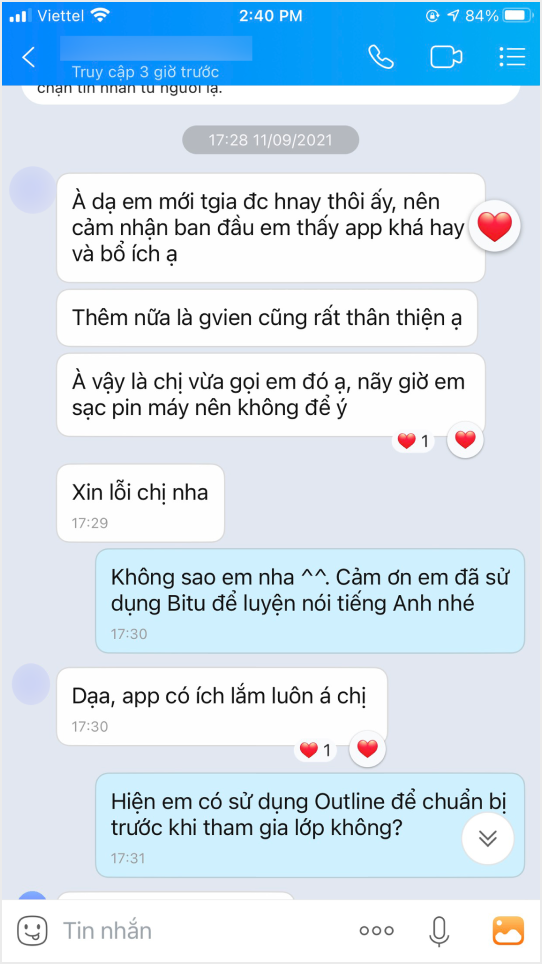 Viettel
2:40 PM
84%
Truy cập 3 giờ trước
chặn tin nhắn từ người lạ.
17:28 11/09/2021
À dạ em mới tgia đc hnay thôi ấy, nên
cảm nhận ban đầu em thấy app khá hay
và bổ ích ạ
Thêm nữa là gvien cũng rất thân thiện ạ
À vậy là chị vừa gọi em đó ạ, nãy giờ em
sạc pin máy nên không để ý
1
Xin lỗi chị nha
17:29
Không sao em nha ^^. Cảm ơn em đã sử
dụng Bitu để luyện nói tiếng Anh nhé
17:30
Dạa, app có ích lắm luôn á chị
17:30
1
Hiện em có sử dụng Outline để chuẩn bị
trước khi tham gia lớp không?
17:31
Tin nhắn